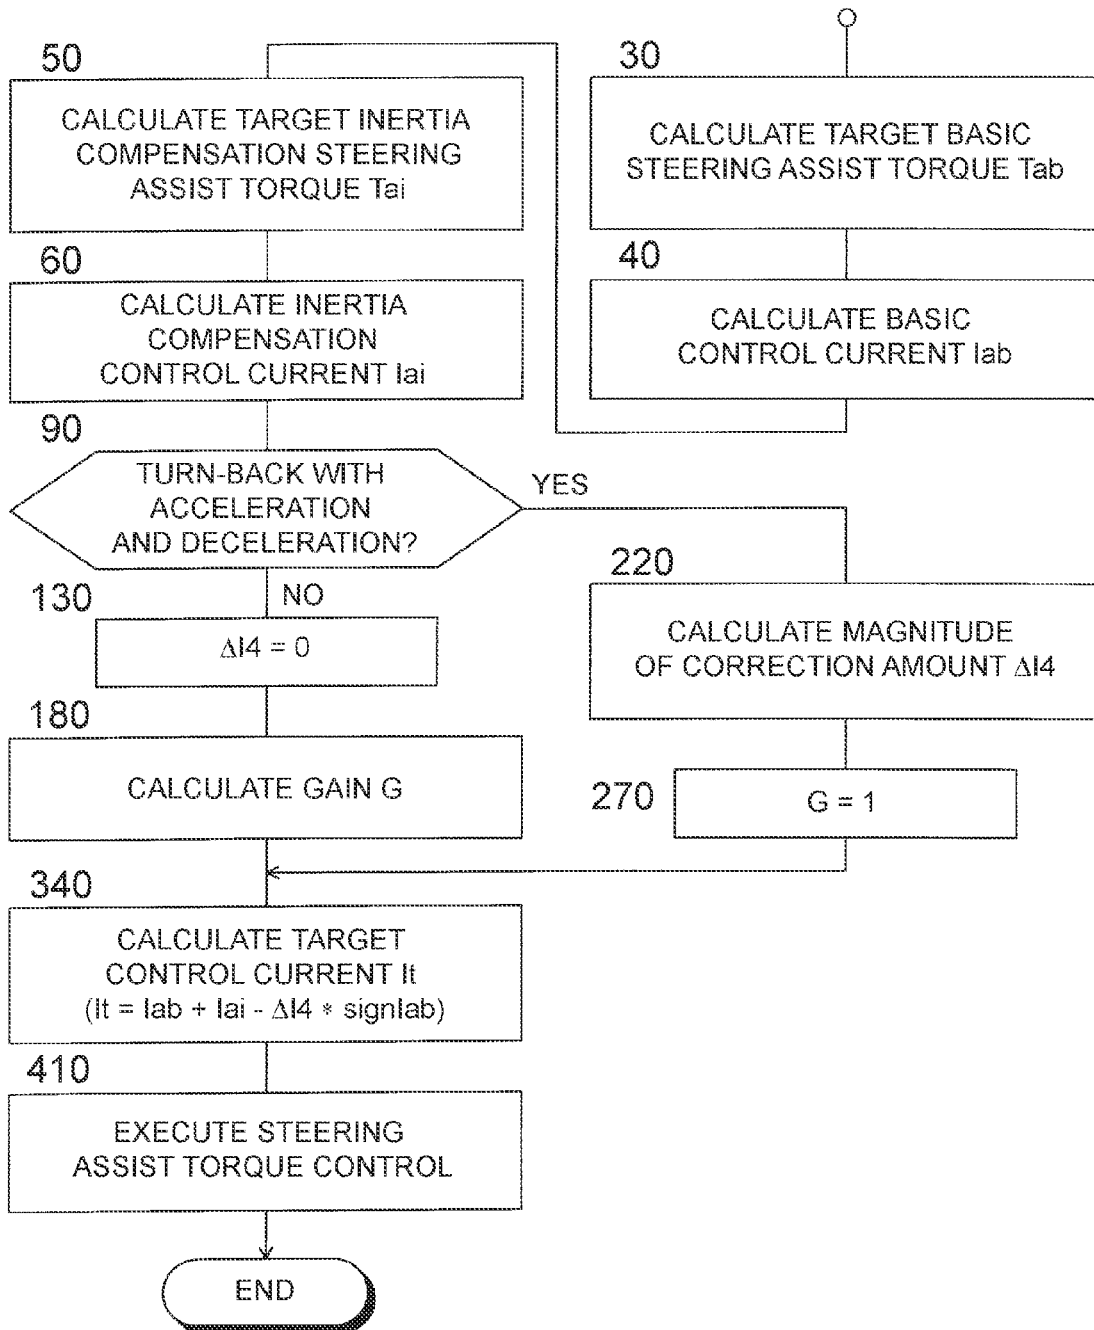 30
CALCULATE TARGET BASIC
STEERING ASSIST TORQUE Tab
40
CALCULATE BASIC
CONTROL CURRENT Iab
50
CALCULATE TARGET INERTIA
COMPENSATION STEERING
ASSIST TORQUE Tai
60
CALCULATE INERTIA
COMPENSATION
CONTROL CURRENT Iai
90
TURN-BACK WITH
ACCELERATION
AND DECELERATION?
YES
NO
130
ΔI4 = 0
180
CALCULATE GAIN G
220
CALCULATE MAGNITUDE
OF CORRECTION AMOUNT ΔI4
270
G = 1
340
CALCULATE TARGET
CONTROL CURRENT It
(It = Iab + Iai - ΔI4 * signIab)
410
EXECUTE STEERING
ASSIST TORQUE CONTROL
END